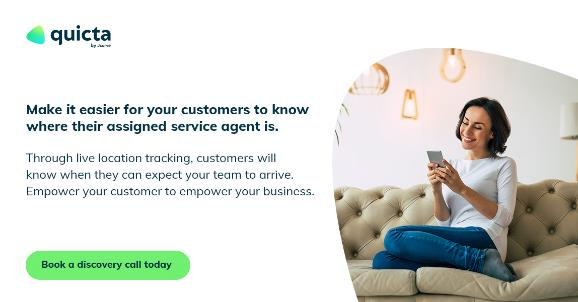 quicta
Make it easier for your customers to know
where their assigned service agent is.
Through live location tracking, customers will
know when they can expect your team to arrive.
Empower your customer to empower your business.
Book a discovery call today